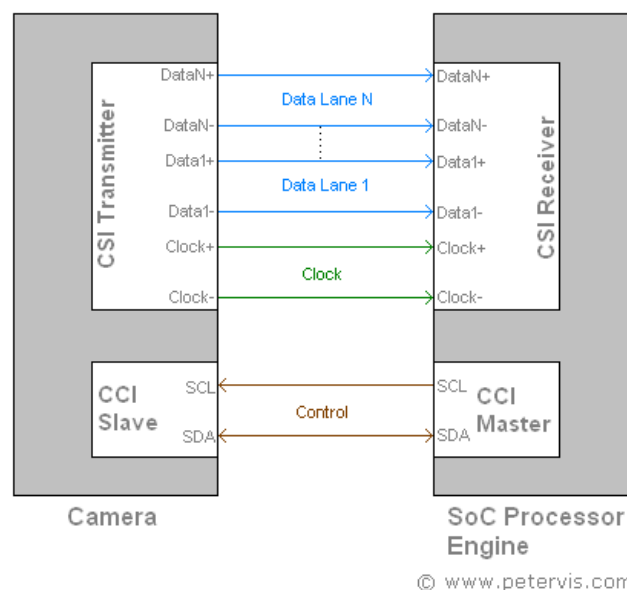 DataN+
DataN+
Data Lane N
DataN-
DataN-
Data1+
Data1+
Data Lane 1
Data1-
Data1-
Clock+
Clock+
Clock
Clock-
Clock-
CSI Transmitter
CSI Receiver
CCI
Slave
SCL
SCL
CCI
Master
Control
SDA
SDA
Camera
SoC Processor
Engine
© www.petervis.com